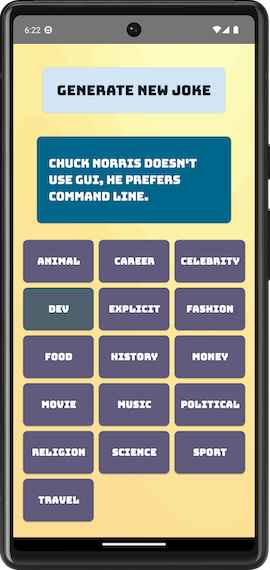 6:22
GENERATE NEW JOKE
CHUCK NORRIS DOESN'T
USE GUI, HE PREFERS
COMMAND LINE.
ANIMAL
CAREER
CELEBRITY
DEV
EXPLICIT
FASHION
FOOD
HISTORY
MONEY
MOVIE
MUSIC
POLITICAL
RELIGION
SCIENCE
SPORT
TRAVEL